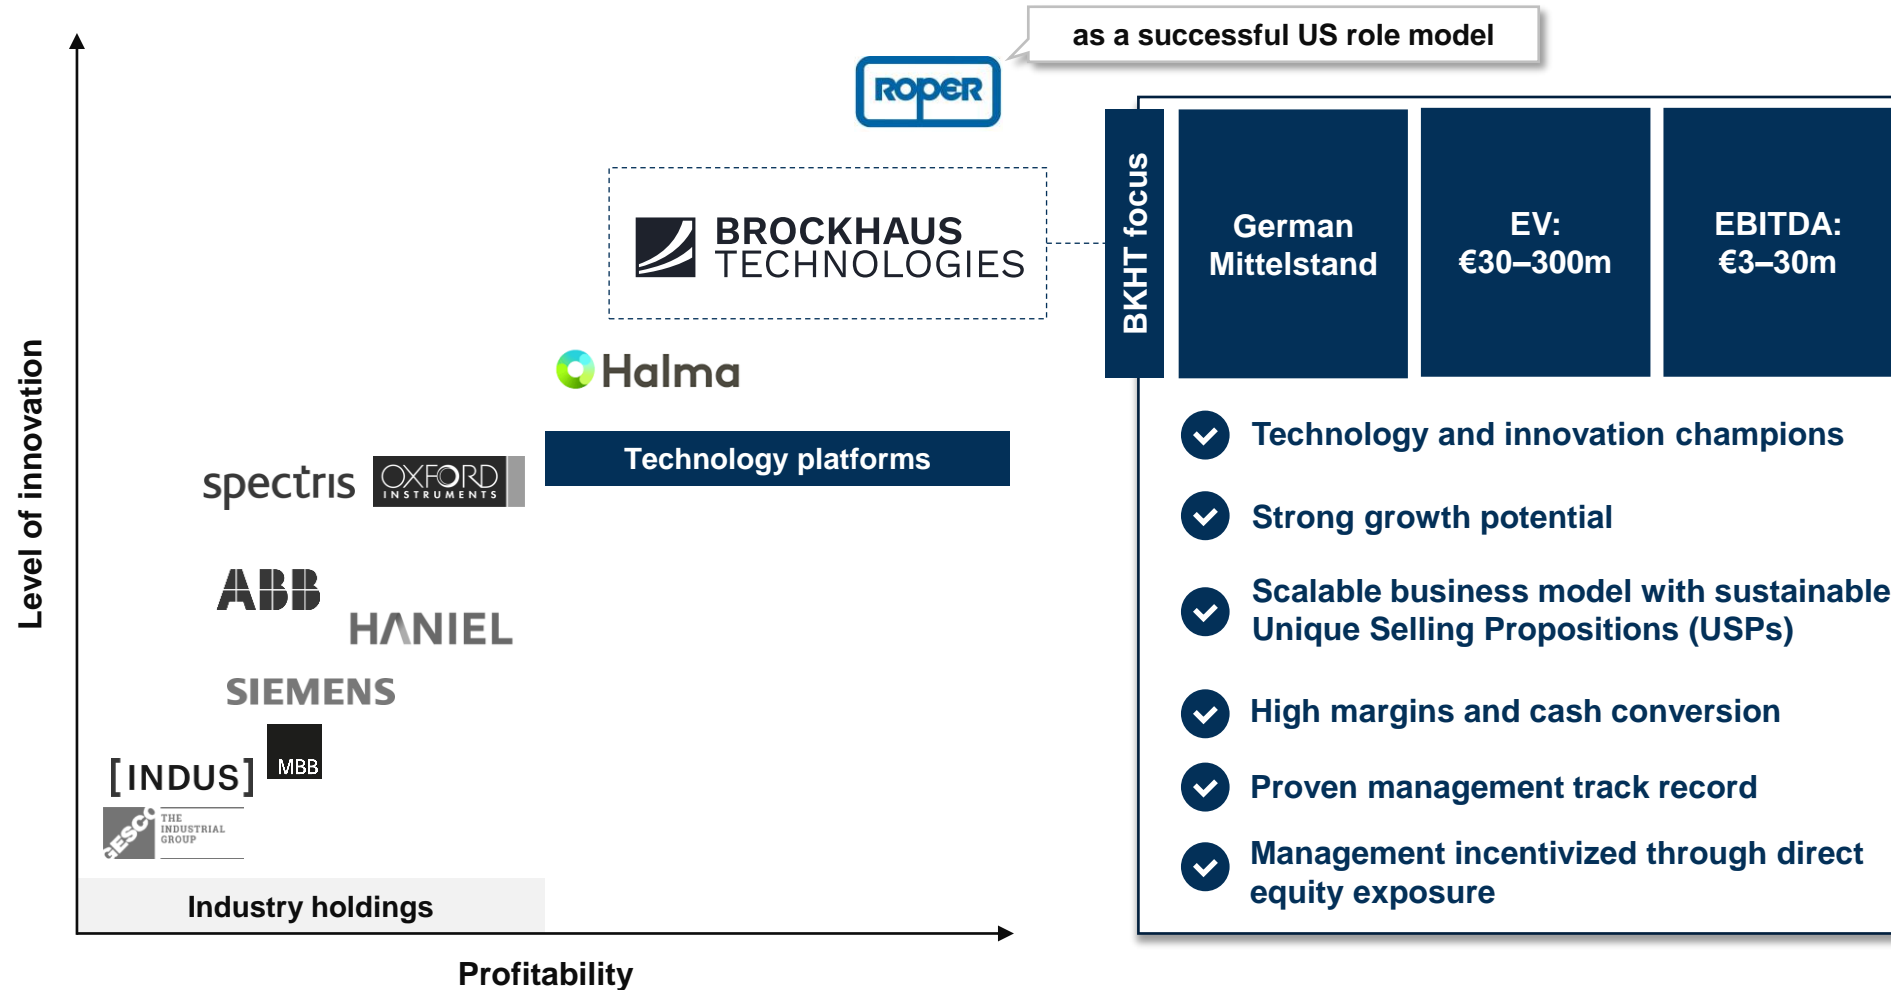 as a successful US role model
ROPER
BROCKHAUS
TECHNOLOGIES
Halma
Technology platforms
spectris
OXFORD
INSTRUMENTS
ABB
HANIEL
SIEMENS
MBB
[INDUS]
GESCO
THE
INDUSTRIAL
GROUP
Industry holdings
Level of innovation
Profitability
BKHT focus
German
Mittelstand
EV:
€30–300m
EBITDA:
€3–30m
Technology and innovation champions
Strong growth potential
Scalable business model with sustainable
Unique Selling Propositions (USPs)
High margins and cash conversion
Proven management track record
Management incentivized through direct
equity exposure